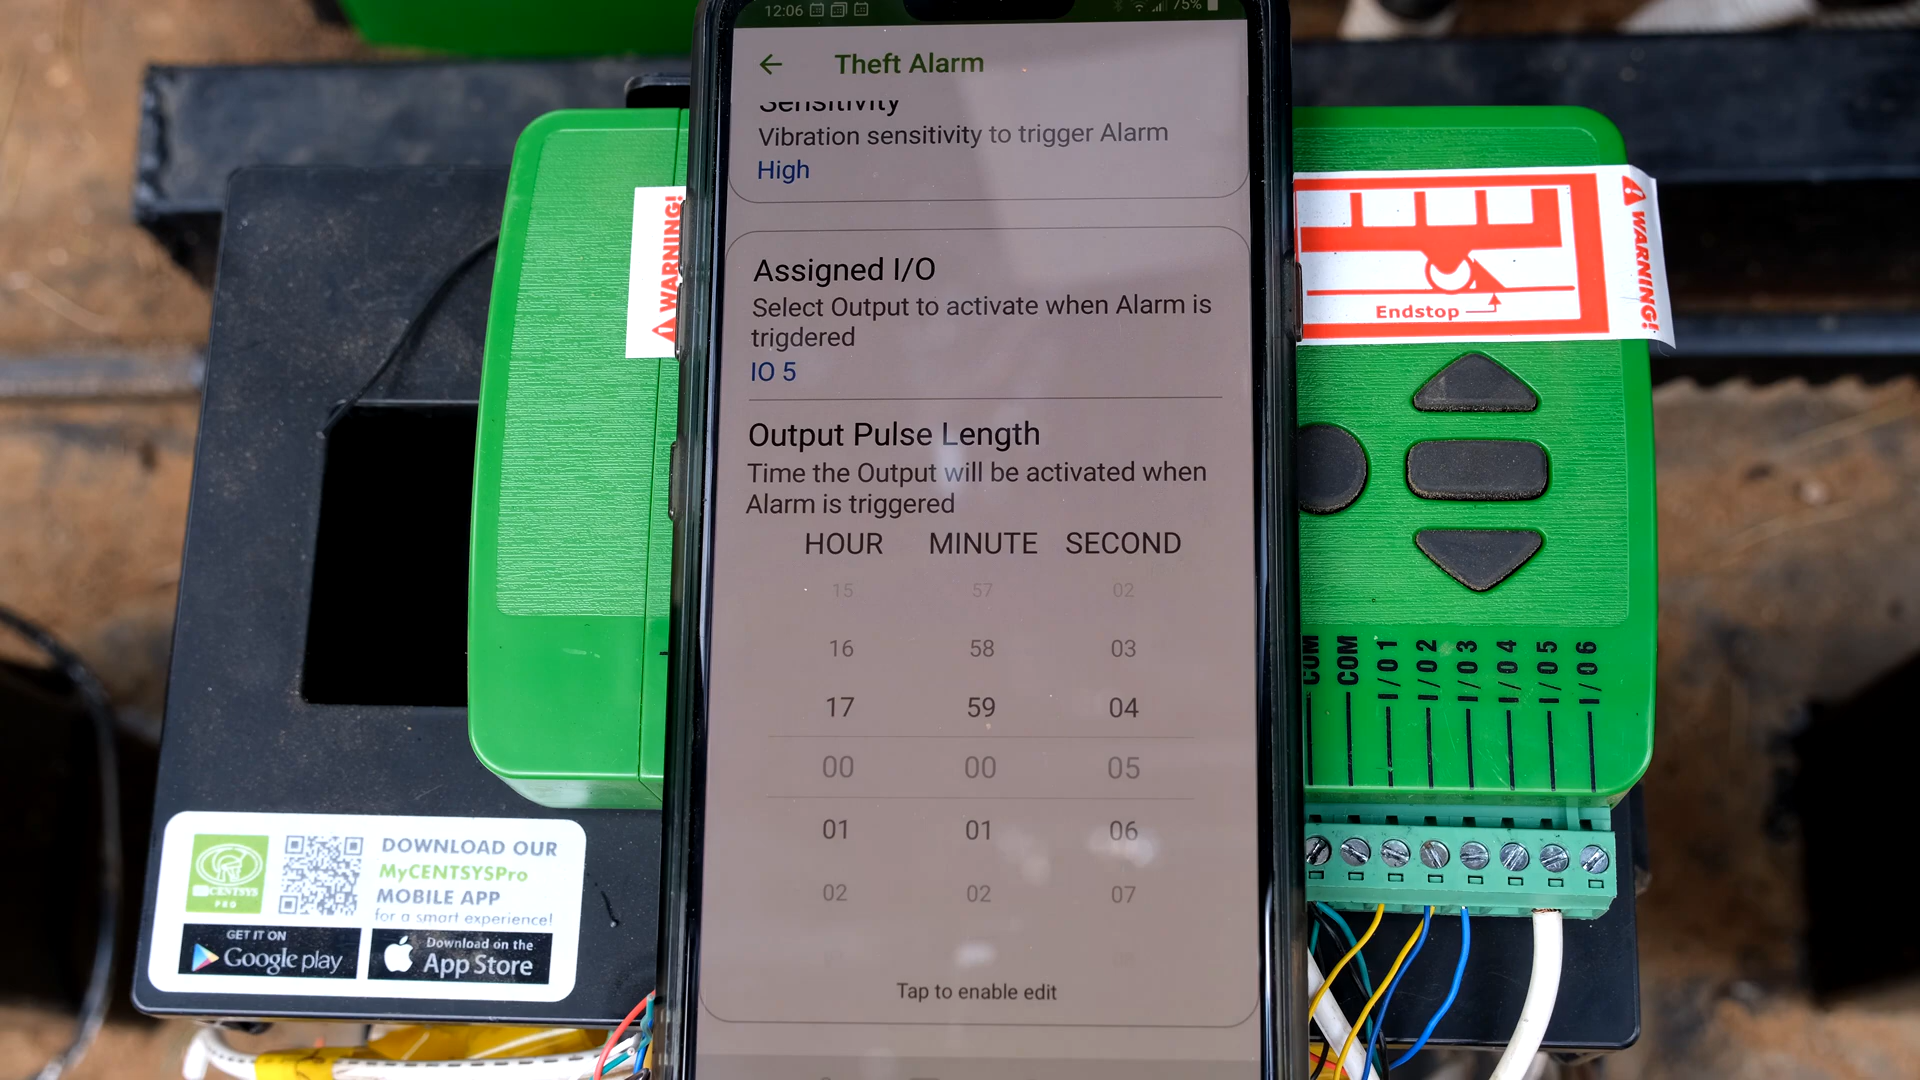 12:06
75%
Theft Alarm
Sensitivity
Vibration sensitivity to trigger Alarm
High
Assigned I/O
Select Output to activate when Alarm is
trigdered
IO 5
Output Pulse Length
Time the Output will be activated when
Alarm is triggered
HOUR MINUTE SECOND
15 57 02
16 58 03
17 59 04
00 00 05
01 01 06
02 02 07
Tap to enable edit
WARNING!
Endstop
WARNING!
COM
COM
I/O1
I/O2
I/O3
I/O4
I/O5
I/O6
CENTSYS
PRO
DOWNLOAD OUR
MyCENTSYSPro
MOBILE APP
for a smart experience!
GET IT ON
Google play
Download on the
App Store